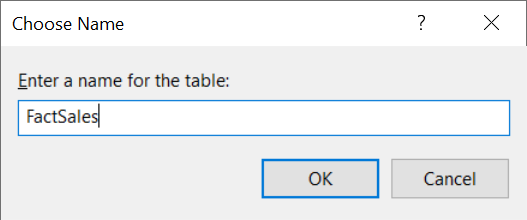 Choose Name
?
Enter a name for the table:
FactSales
OK
Cancel